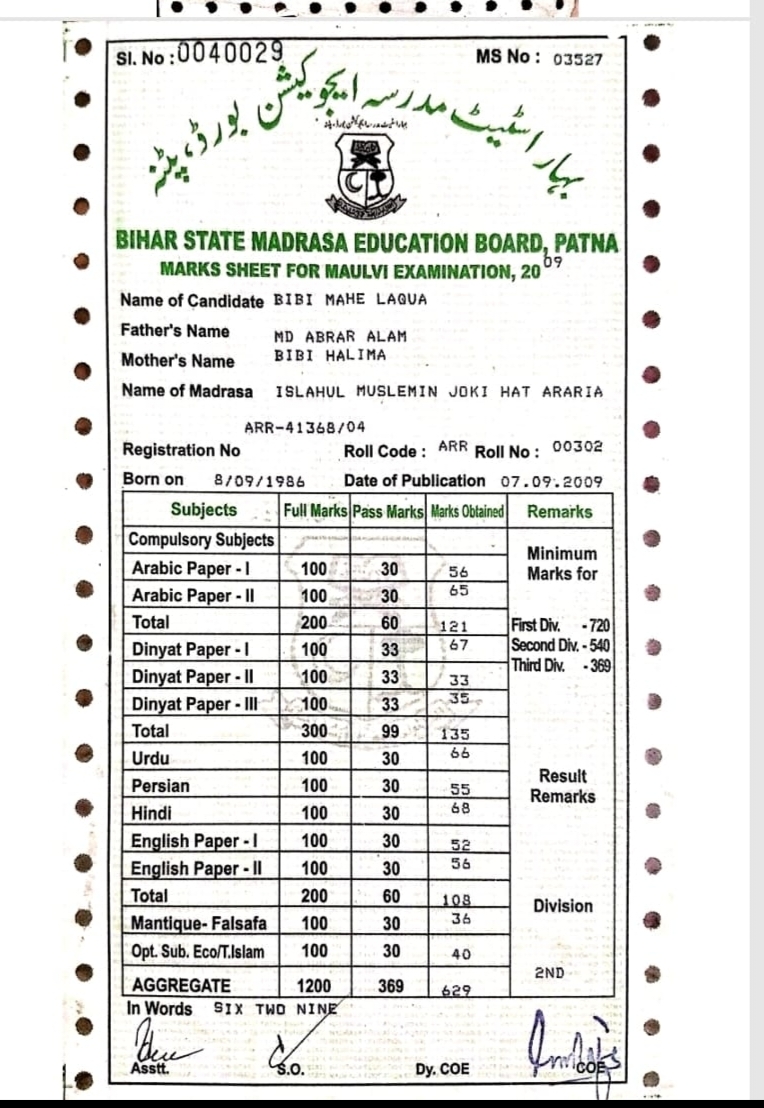 Sl. No : 0040029 MS No : 03527
بہار اسٹیٹ مدرسہ ایجوکیشن بورڈ، پٹنہ
BIHAR STATE MADRASA EDUCATION BOARD, PATNA
MARKS SHEET FOR MAULVI EXAMINATION, 2009
Name of Candidate BIBI MAHE LAQUA
Father's Name MD ABRAR ALAM
Mother's Name BIBI HALIMA
Name of Madrasa ISLAHUL MUSLEMIN JOKI HAT ARARIA
ARR-41368/04
Registration No Roll Code : ARR Roll No : 00302
Born on 8/09/1986 Date of Publication 07.09.2009
Subjects Full Marks Pass Marks Marks Obtained Remarks
Compulsory Subjects Minimum
Arabic Paper - I 100 30 56 Marks for
Arabic Paper - II 100 30 65
Total 200 60 121 First Div. - 720
Dinyat Paper - I 100 33 67 Second Div. - 540
Dinyat Paper - II 100 33 33 Third Div. - 369
Dinyat Paper - III 100 33 35
Total 300 99 135
Urdu 100 30 66
Persian 100 30 55 Result
Hindi 100 30 68 Remarks
English Paper - I 100 30 52
English Paper - II 100 30 56
Total 200 60 108 Division
Mantique- Falsafa 100 30 36
Opt. Sub. Eco/T.Islam 100 30 40
AGGREGATE 1200 369 629 2ND
In Words SIX TWO NINE
Asstt. S.O. Dy. COE COE